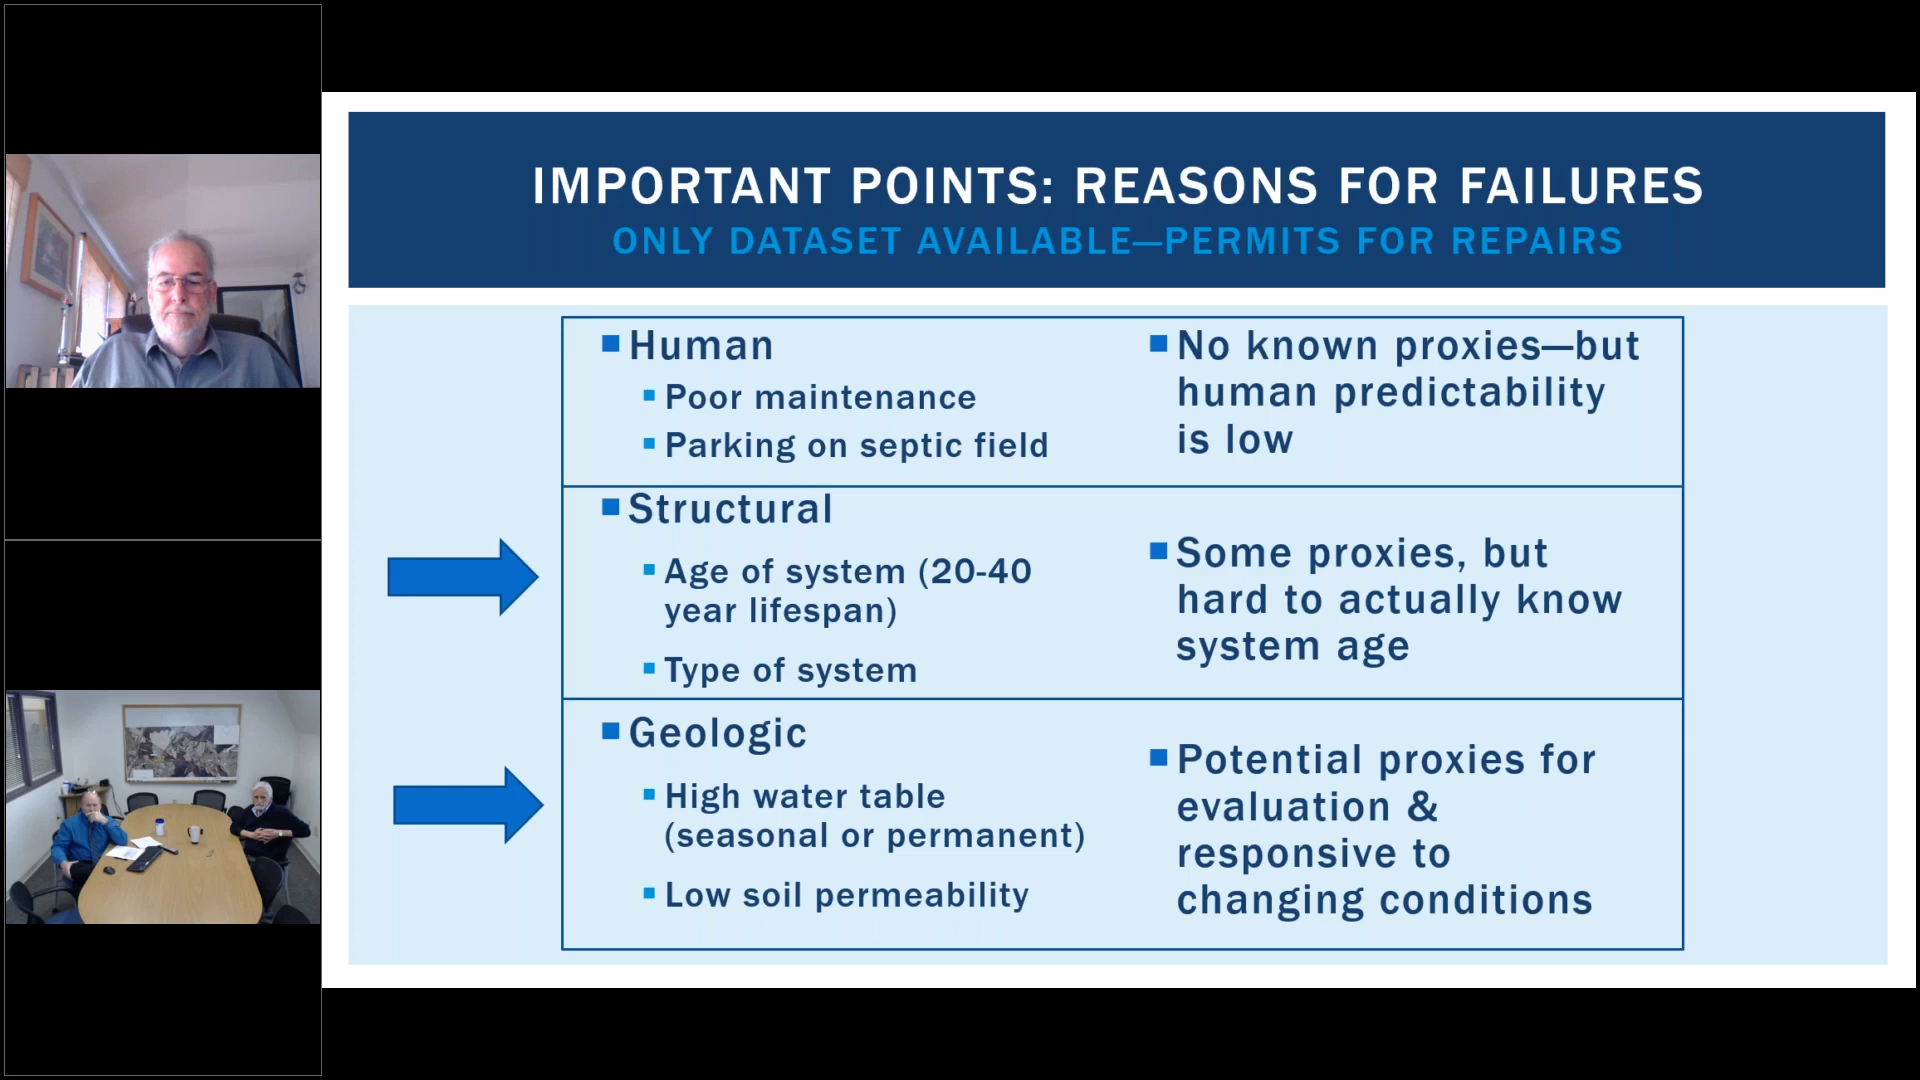 IMPORTANT POINTS: REASONS FOR FAILURES
ONLY DATASET AVAILABLE—PERMITS FOR REPAIRS
Human
Poor maintenance
Parking on septic field
No known proxies—but
human predictability
is low
Structural
Age of system (20-40
year lifespan)
Type of system
Some proxies, but
hard to actually know
system age
Geologic
High water table
(seasonal or permanent)
Low soil permeability
Potential proxies for
evaluation &
responsive to
changing conditions